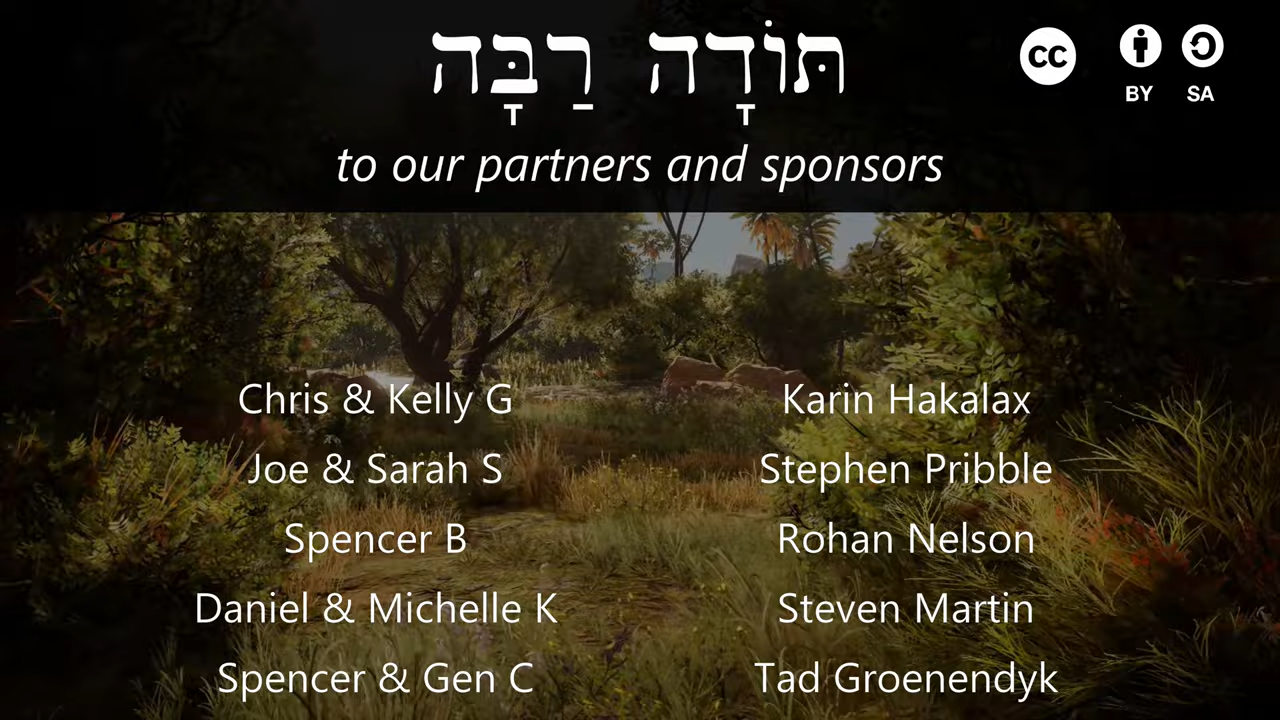 תּוֹדָה רַבָּה
cc
BY SA
to our partners and sponsors
Chris & Kelly G
Joe & Sarah S
Spencer B
Daniel & Michelle K
Spencer & Gen C
Karin Hakalax
Stephen Pribble
Rohan Nelson
Steven Martin
Tad Groenendyk